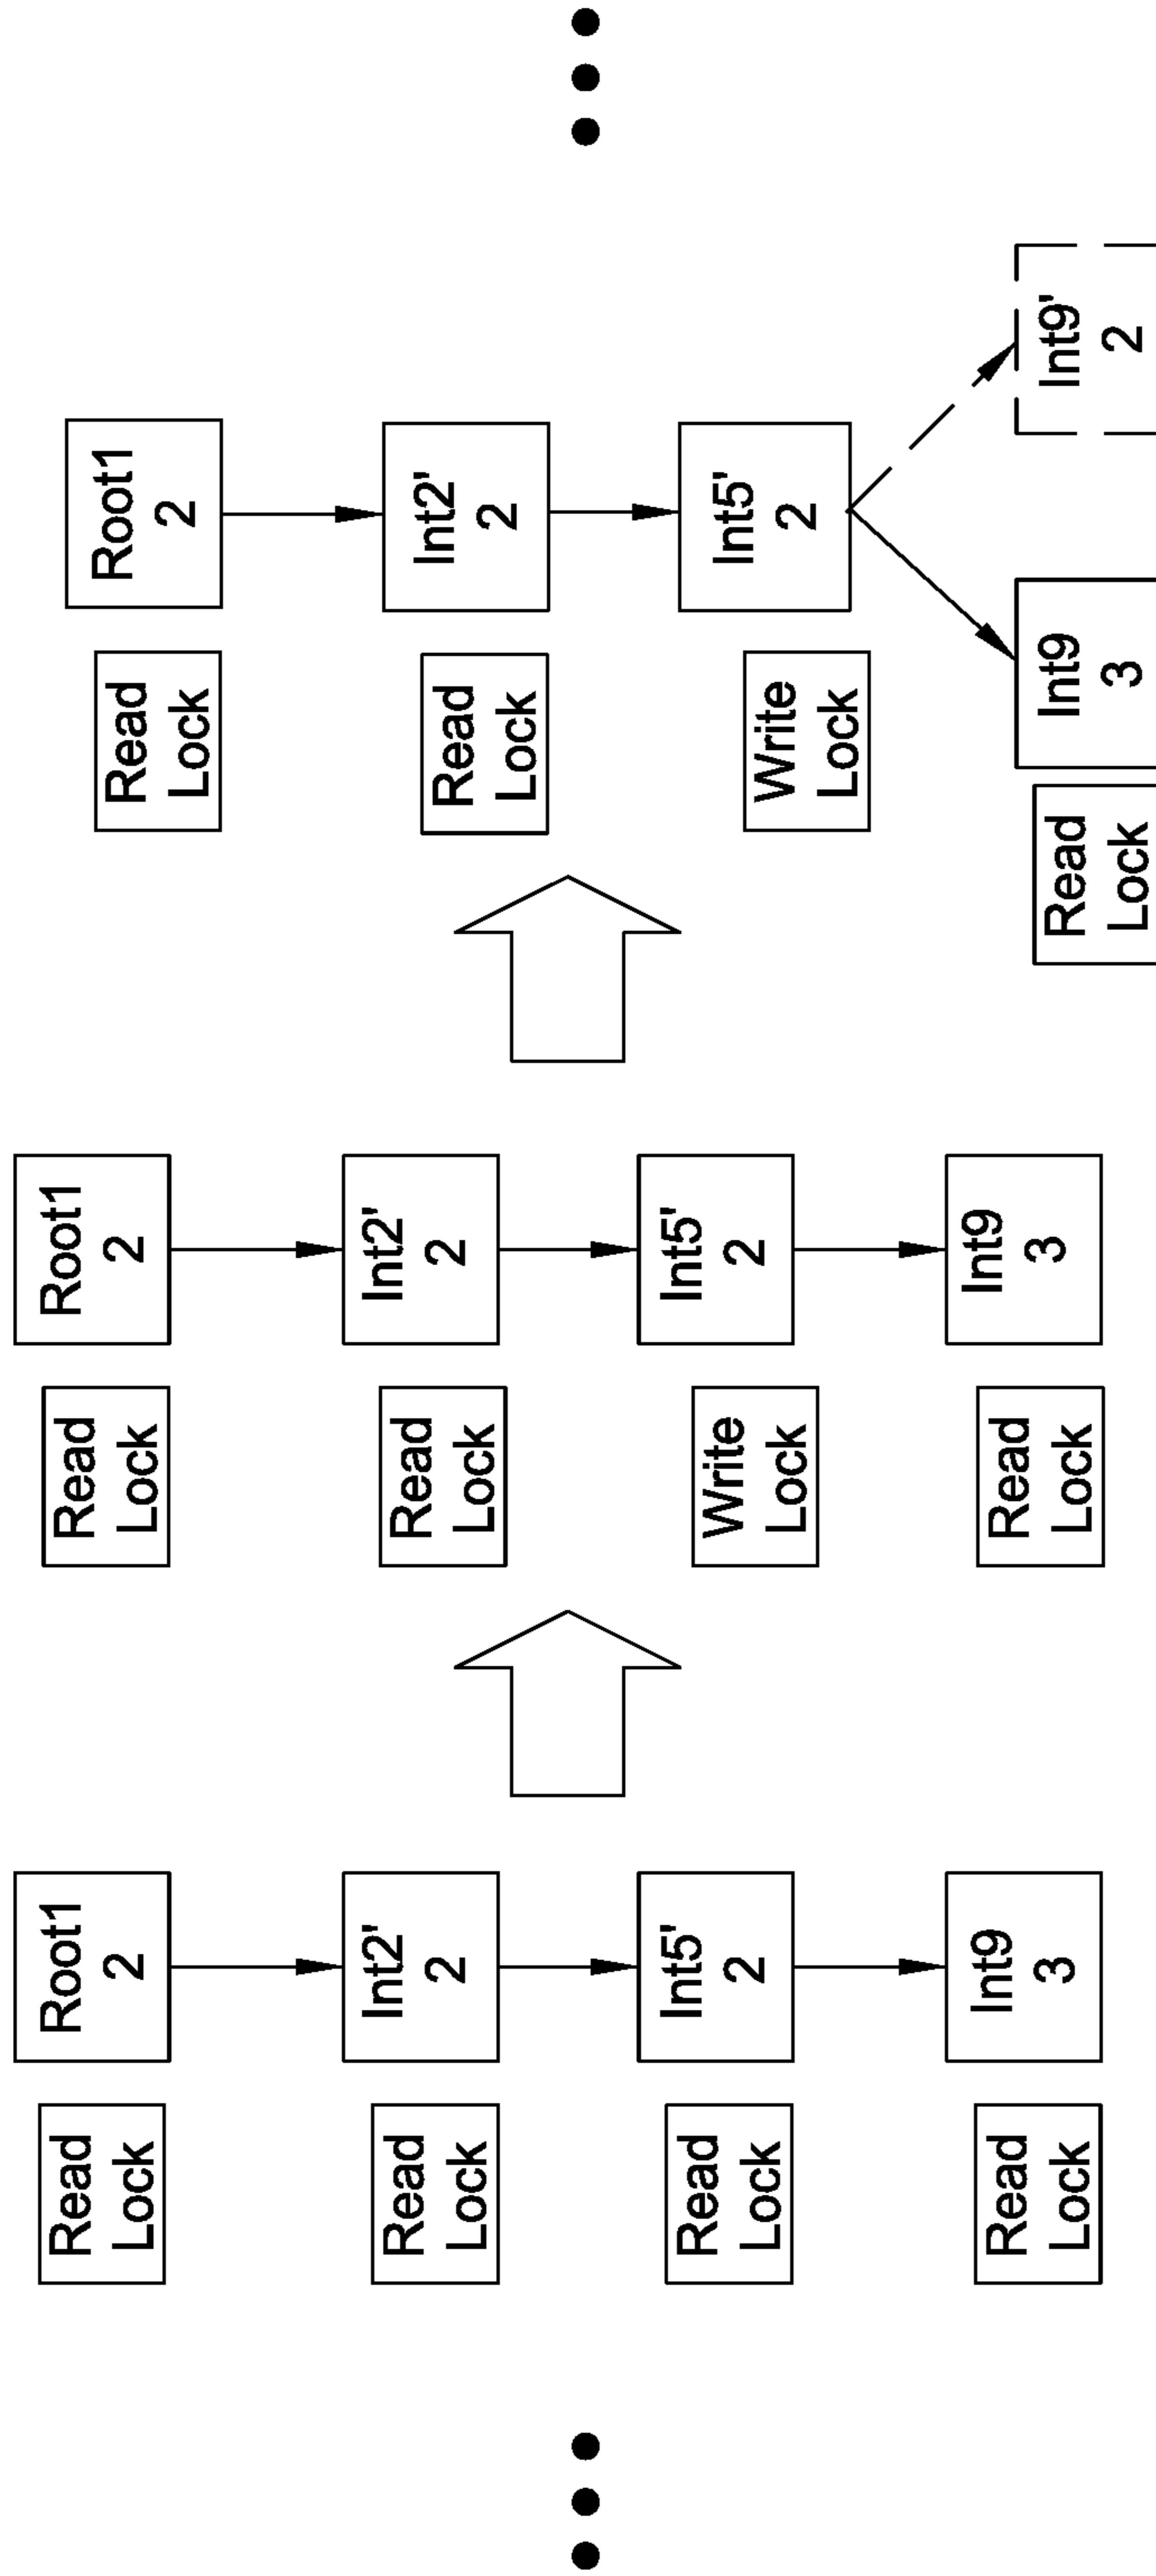 Read
Lock
Root1
2
Read
Lock
Int2'
2
Read
Lock
Int5'
2
Read
Lock
Int9
3
Read
Lock
Root1
2
Read
Lock
Int2'
2
Write
Lock
Int5'
2
Read
Lock
Int9
3
Read
Lock
Root1
2
Read
Lock
Int2'
2
Write
Lock
Int5'
2
Read
Lock
Int9
3
Int9'
2